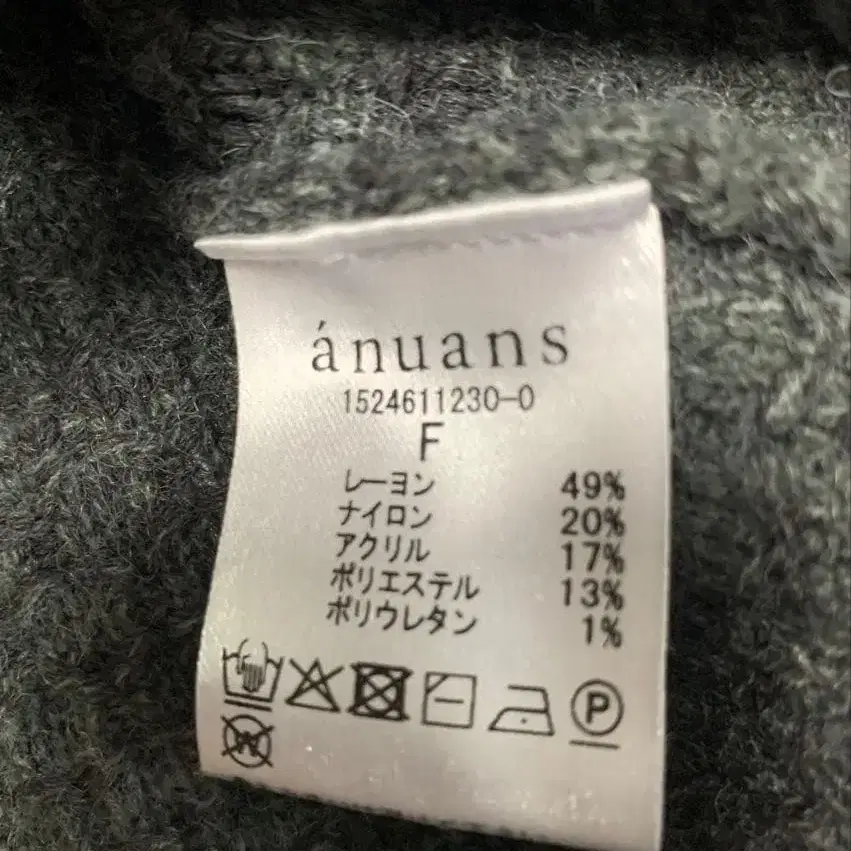 ánuans
1524611230-0
F
レーヨン 49%
ナイロン 20%
アクリル 17%
ポリエステル 13%
ポリウレタン 1%
P
W